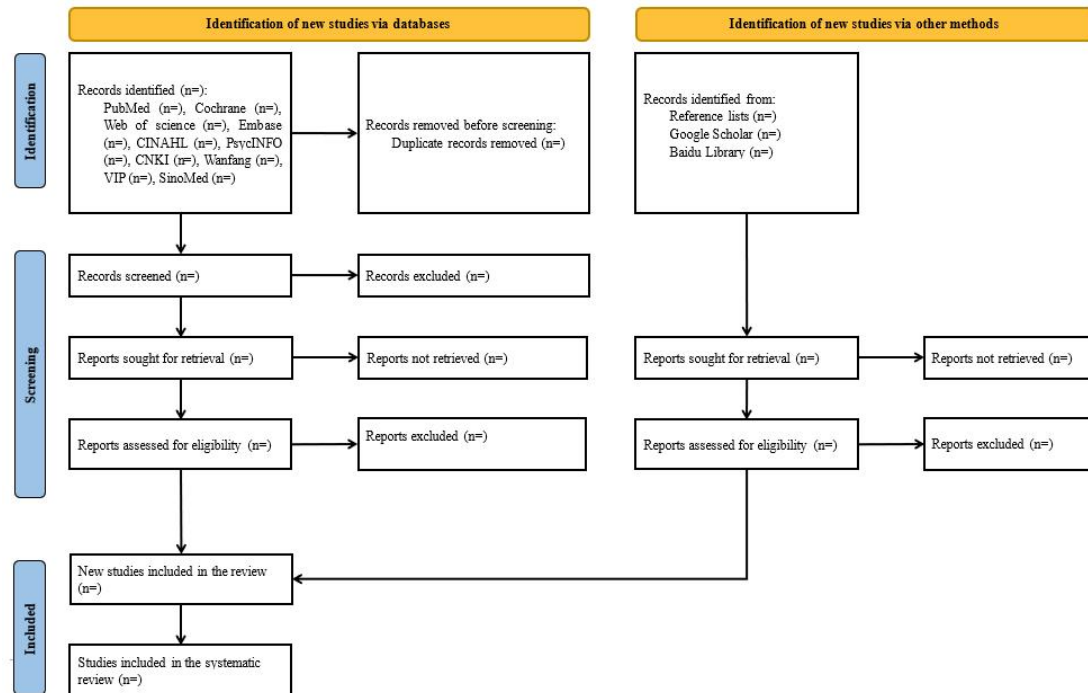 Identification of new studies via databases
Identification of new studies via other methods
Identification
Records identified (n=):
PubMed (n=), Cochrane (n=),
Web of science (n=), Embase
(n=), CINAHL (n=), PsycINFO
(n=), CNKI (n=), Wanfang (n=),
VIP (n=), SinoMed (n=)
Records removed before screening:
Duplicate records removed (n=)
Records identified from:
Reference lists (n=)
Google Scholar (n=)
Baidu Library (n=)
Screening
Records screened (n=)
Records excluded (n=)
Reports sought for retrieval (n=)
Reports not retrieved (n=)
Reports sought for retrieval (n=)
Reports not retrieved (n=)
Reports assessed for eligibility (n=)
Reports excluded (n=)
Reports assessed for eligibility (n=)
Reports excluded (n=)
Included
New studies included in the review
(n=)
Studies included in the systematic
review (n=)